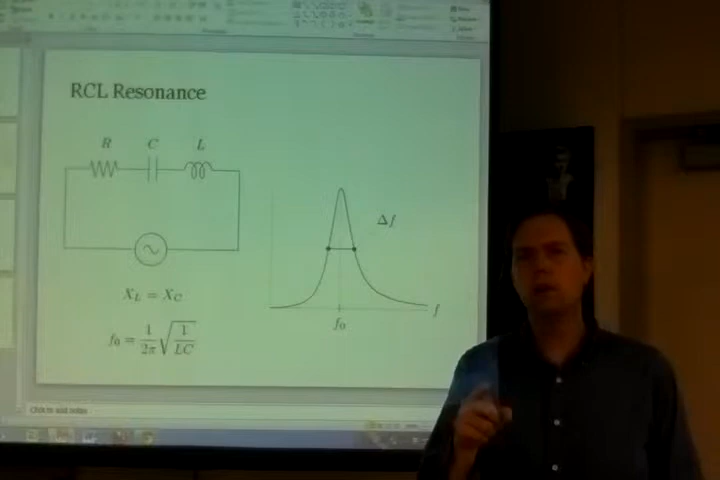 RCL Resonance
R C L
Δf
X_L = X_C
f
f₀
f₀ = 1/2π √1/LC
Click to add notes